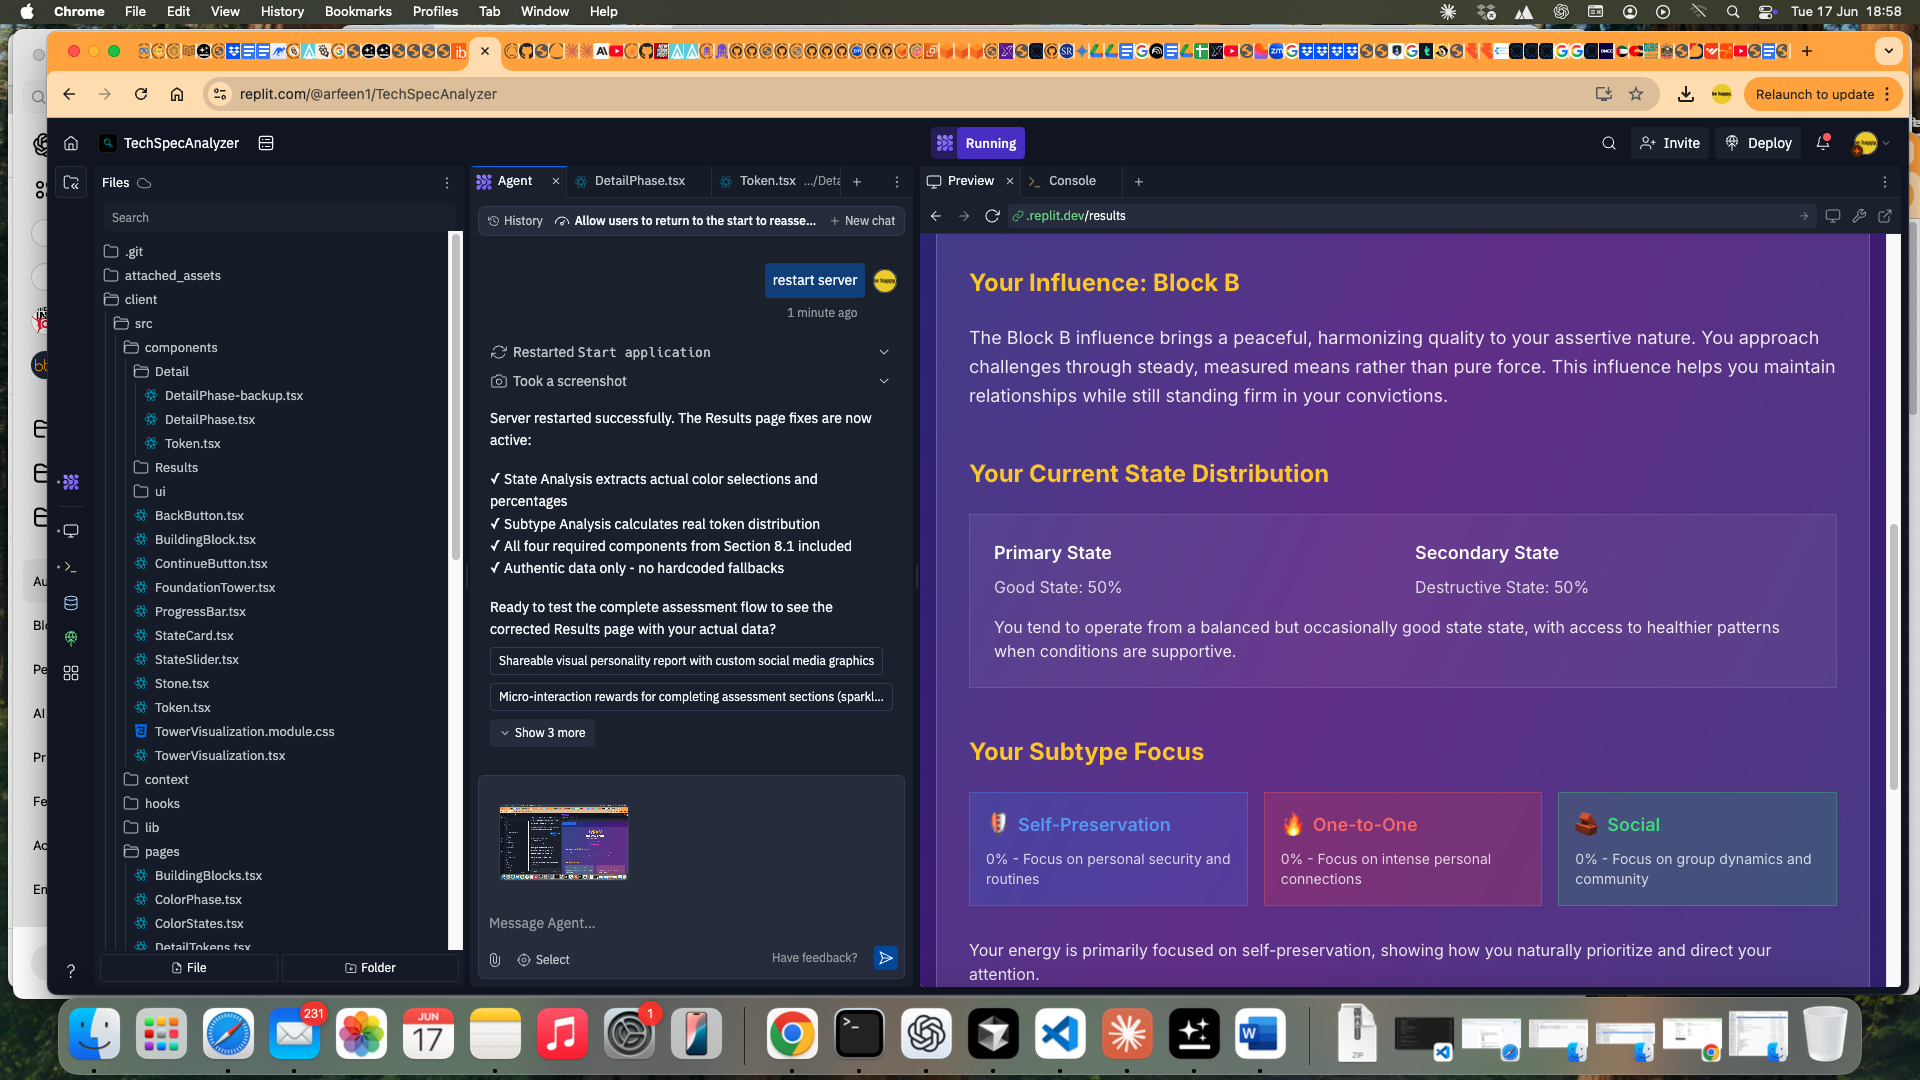 Chrome File Edit View History Bookmarks Profiles Tab Window Help
Tue 17 Jun 18:58
replit.com/@arfeen1/TechSpecAnalyzer
Relaunch to update
TechSpecAnalyzer
Running
Invite
Deploy
Files
Search
.git
attached_assets
client
src
components
Detail
DetailPhase-backup.tsx
DetailPhase.tsx
Token.tsx
Results
ui
BackButton.tsx
BuildingBlock.tsx
ContinueButton.tsx
FoundationTower.tsx
ProgressBar.tsx
StateCard.tsx
StateSlider.tsx
Stone.tsx
Token.tsx
TowerVisualization.module.css
TowerVisualization.tsx
context
hooks
lib
pages
BuildingBlocks.tsx
ColorPhase.tsx
ColorStates.tsx
DetailTokens.tsx
File
Folder
Agent
DetailPhase.tsx
Token.tsx .../Deta
History
Allow users to return to the start to reasse...
New chat
restart server
1 minute ago
Restarted Start application
Took a screenshot
Server restarted successfully. The Results page fixes are now
active:
✓ State Analysis extracts actual color selections and
percentages
✓ Subtype Analysis calculates real token distribution
✓ All four required components from Section 8.1 included
✓ Authentic data only - no hardcoded fallbacks
Ready to test the complete assessment flow to see the
corrected Results page with your actual data?
Shareable visual personality report with custom social media graphics
Micro-interaction rewards for completing assessment sections (sparkl...
Show 3 more
Message Agent...
Select
Have feedback?
Preview
Console
.replit.dev/results
Your Influence: Block B
The Block B influence brings a peaceful, harmonizing quality to your assertive nature. You approach
challenges through steady, measured means rather than pure force. This influence helps you maintain
relationships while still standing firm in your convictions.
Your Current State Distribution
Primary State
Good State: 50%
Secondary State
Destructive State: 50%
You tend to operate from a balanced but occasionally good state state, with access to healthier patterns
when conditions are supportive.
Your Subtype Focus
Self-Preservation
0% - Focus on personal security and
routines
One-to-One
0% - Focus on intense personal
connections
Social
0% - Focus on group dynamics and
community
Your energy is primarily focused on self-preservation, showing how you naturally prioritize and direct your
attention.
Au
Blo
Pe
AI
Pr
Fe
Ad
En
231
JUN
17
1
ZIP